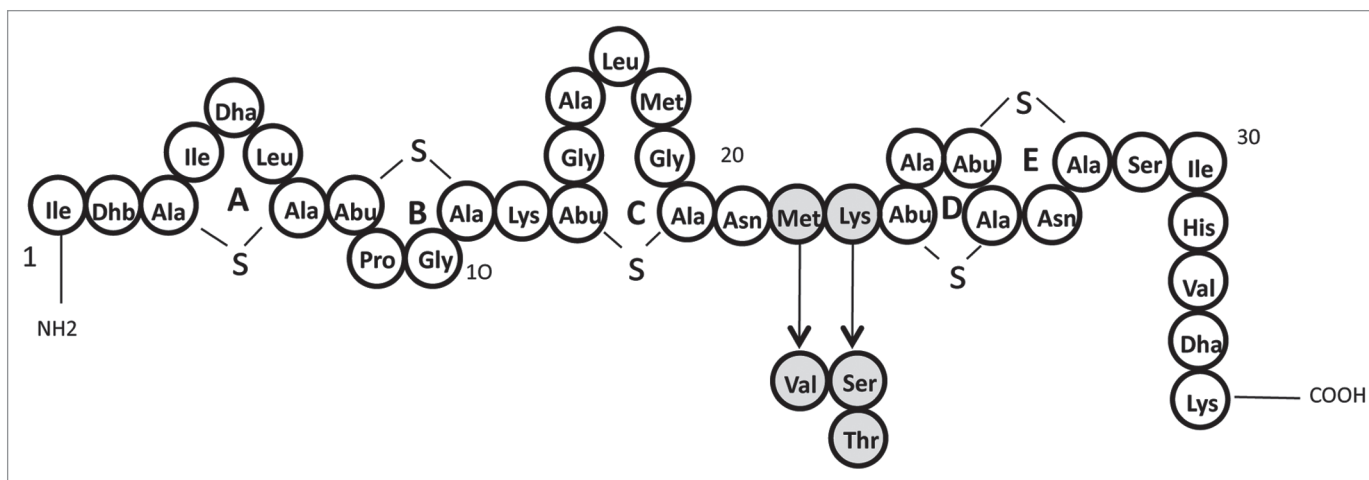 Leu
Ala
Met
Dha
S
Ile
Leu
S
Gly
Gly
20
Ala
Abu
E
Ala
Ser
Ile
30
Ile
Dhb
Ala
A
Ala
Abu
B
Ala
Lys
Abu
C
Ala
Asn
Met
Lys
Abu
D
Ala
Asn
His
1
S
Pro
Gly
10
S
S
Val
NH2
Dha
Val
Ser
Lys
COOH
Thr